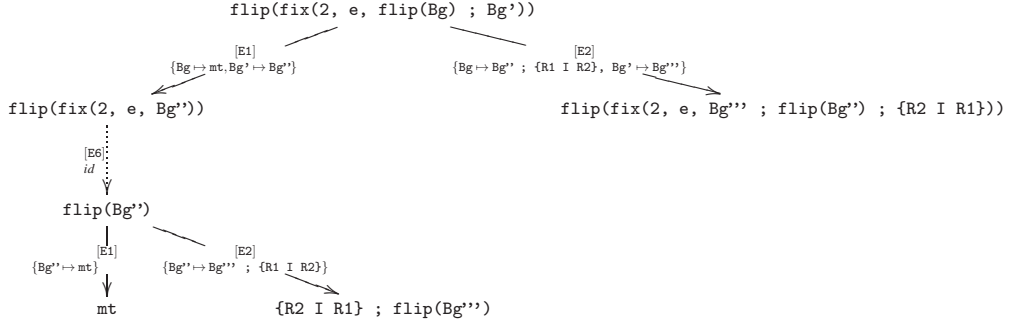 flip(fix(2, e, flip(Bg) ; Bg’))
[E1] [E2]
{Bg ↦ mt,Bg’ ↦ Bg’’} {Bg ↦ Bg’’ ; {R1 I R2}, Bg’ ↦ Bg’’’}
flip(fix(2, e, Bg’’)) flip(fix(2, e, Bg’’’ ; flip(Bg’’) ; {R2 I R1}))
[E6]
id
flip(Bg’’)
[E1] [E2]
{Bg’’ ↦ mt} {Bg’’ ↦ Bg’’’ ; {R1 I R2}}
mt {R2 I R1} ; flip(Bg’’’)